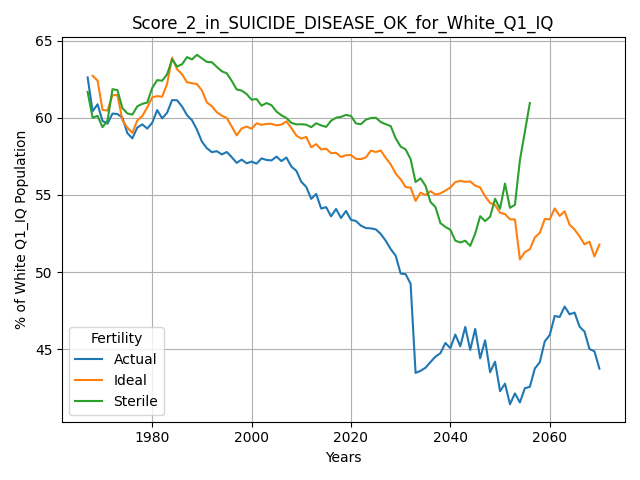 Score_2_in_SUICIDE_DISEASE_OK_for_White_Q1_IQ
% of White Q1_IQ Population
65
60
55
50
45
Fertility
Actual
Ideal
Sterile
1980
2000
2020
2040
2060
Years